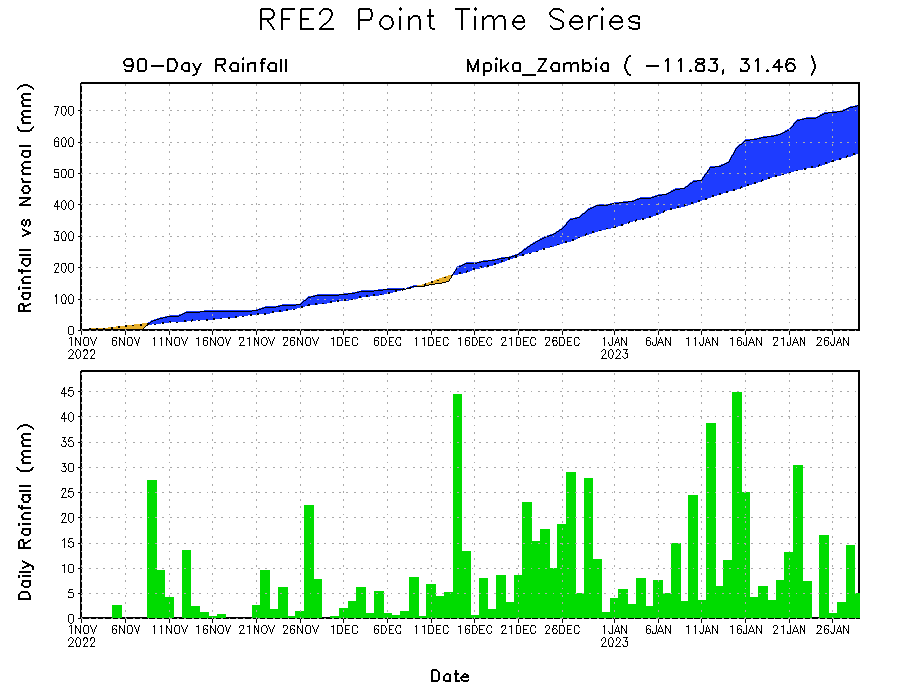 RFE2 Point Time Series
90-Day Rainfall Mpika_Zambia ( -11.83, 31.46 )
Rainfall vs Normal (mm)
700
600
500
400
300
200
100
0
1NOV 6NOV 11NOV 16NOV 21NOV 26NOV 1DEC 6DEC 11DEC 16DEC 21DEC 26DEC 1JAN 6JAN 11JAN 16JAN 21JAN 26JAN
2022 2023
Daily Rainfall (mm)
45
40
35
30
25
20
15
10
5
0
1NOV 6NOV 11NOV 16NOV 21NOV 26NOV 1DEC 6DEC 11DEC 16DEC 21DEC 26DEC 1JAN 6JAN 11JAN 16JAN 21JAN 26JAN
2022 2023
Date